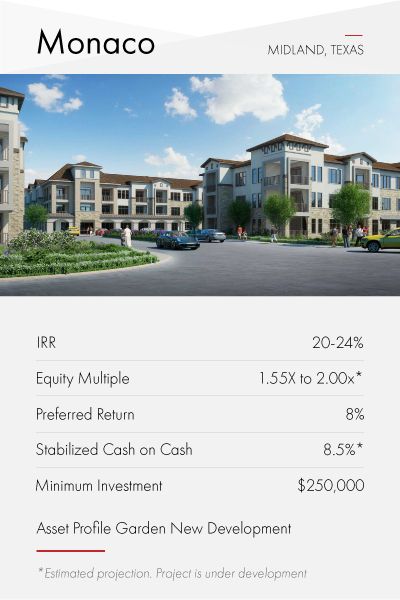 Monaco
MIDLAND, TEXAS
IRR 20-24%
Equity Multiple 1.55X to 2.00x*
Preferred Return 8%
Stabilized Cash on Cash 8.5%*
Minimum Investment $250,000
Asset Profile Garden New Development
*Estimated projection. Project is under development